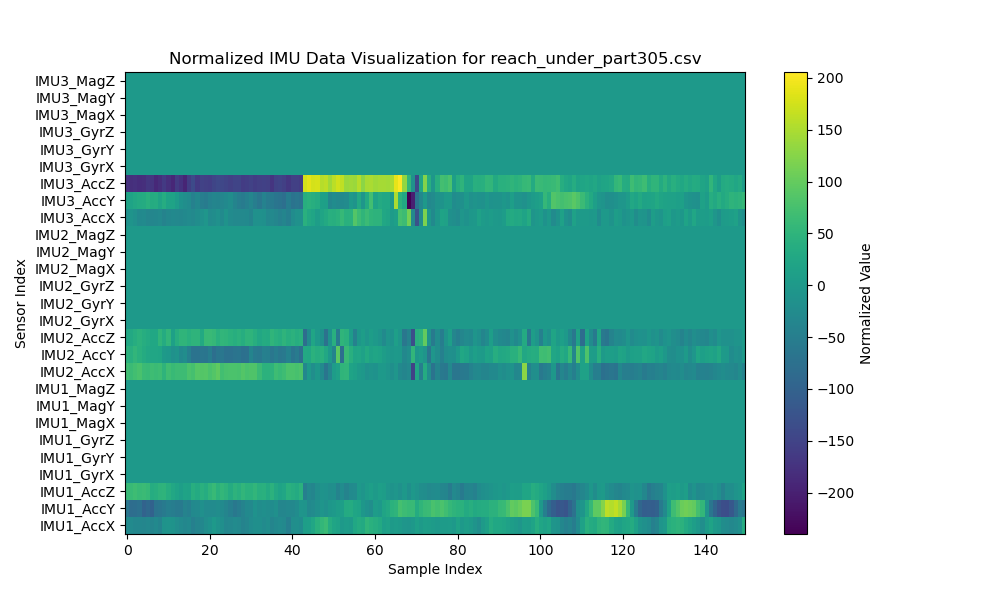 Normalized IMU Data Visualization for reach_under_part305.csv
IMU3_MagZ
IMU3_MagY
IMU3_MagX
IMU3_GyrZ
IMU3_GyrY
IMU3_GyrX
IMU3_AccZ
IMU3_AccY
IMU3_AccX
IMU2_MagZ
IMU2_MagY
IMU2_MagX
IMU2_GyrZ
IMU2_GyrY
IMU2_GyrX
IMU2_AccZ
IMU2_AccY
IMU2_AccX
IMU1_MagZ
IMU1_MagY
IMU1_MagX
IMU1_GyrZ
IMU1_GyrY
IMU1_GyrX
IMU1_AccZ
IMU1_AccY
IMU1_AccX
Sensor Index
0 20 40 60 80 100 120 140
Sample Index
200
150
100
50
0
−50
−100
−150
−200
Normalized Value